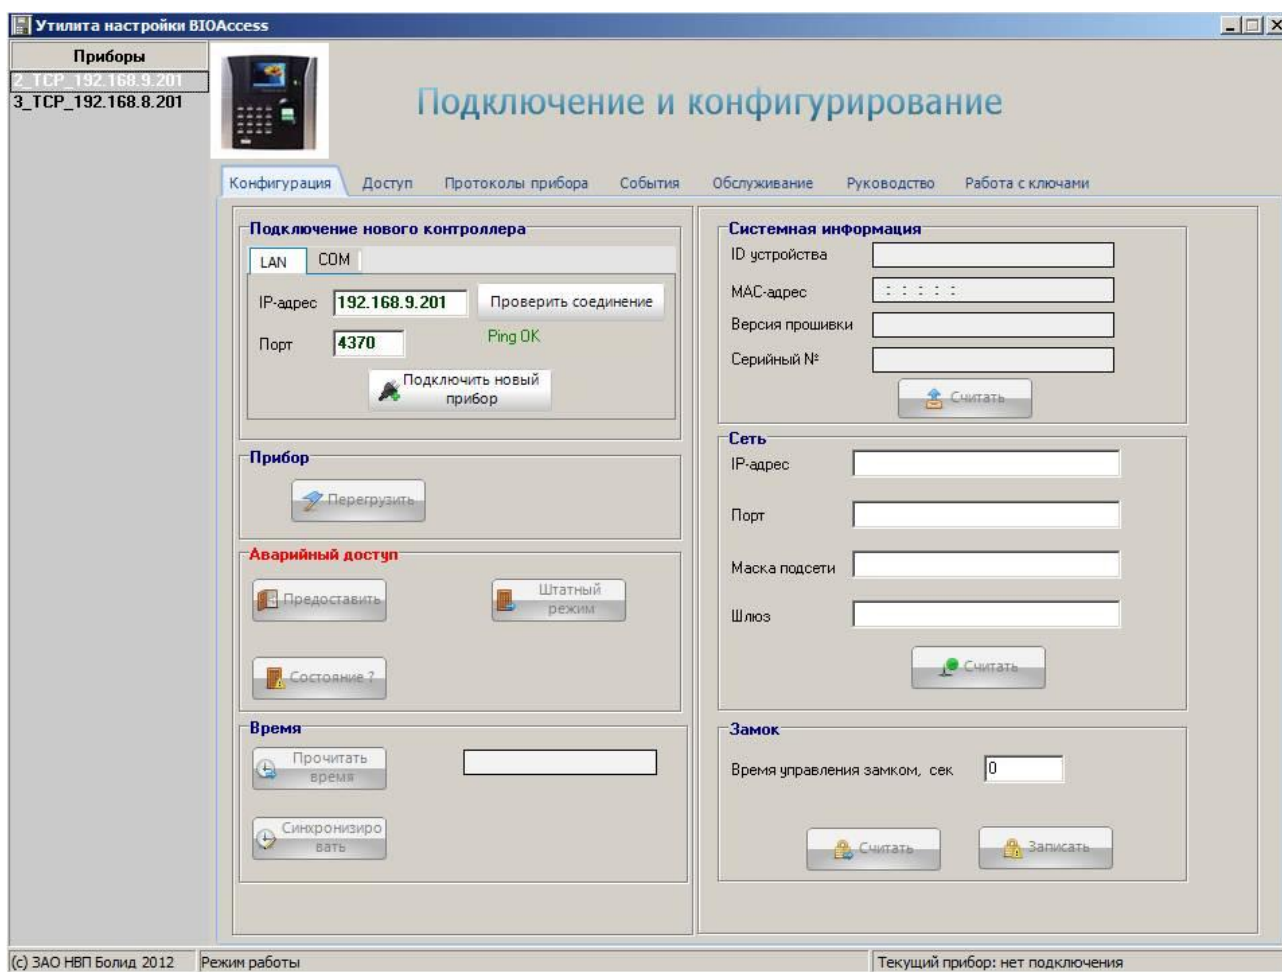 Утилита настройки BIOAccess
Приборы
2_TCP_192.168.9.201
3_TCP_192.168.8.201
Подключение и конфигурирование
Конфигурация
Доступ
Протоколы прибора
События
Обслуживание
Руководство
Работа с ключами
Подключение нового контроллера
LAN
COM
IP-адрес
192.168.9.201
Проверить соединение
Порт
4370
Ping OK
Подключить новый
прибор
Прибор
Перегрузить
Аварийный доступ
Предоставить
Штатный
режим
Состояние ?
Время
Прочитать
время
Синхронизиро
вать
Системная информация
ID устройства
MAC-адрес
: : : : :
Версия прошивки
Серийный №
Считать
Сеть
IP-адрес
Порт
Маска подсети
Шлюз
Считать
Замок
Время управления замком, сек
0
Считать
Записать
(c) ЗАО НВП Болид 2012
Режим работы
Текущий прибор: нет подключения